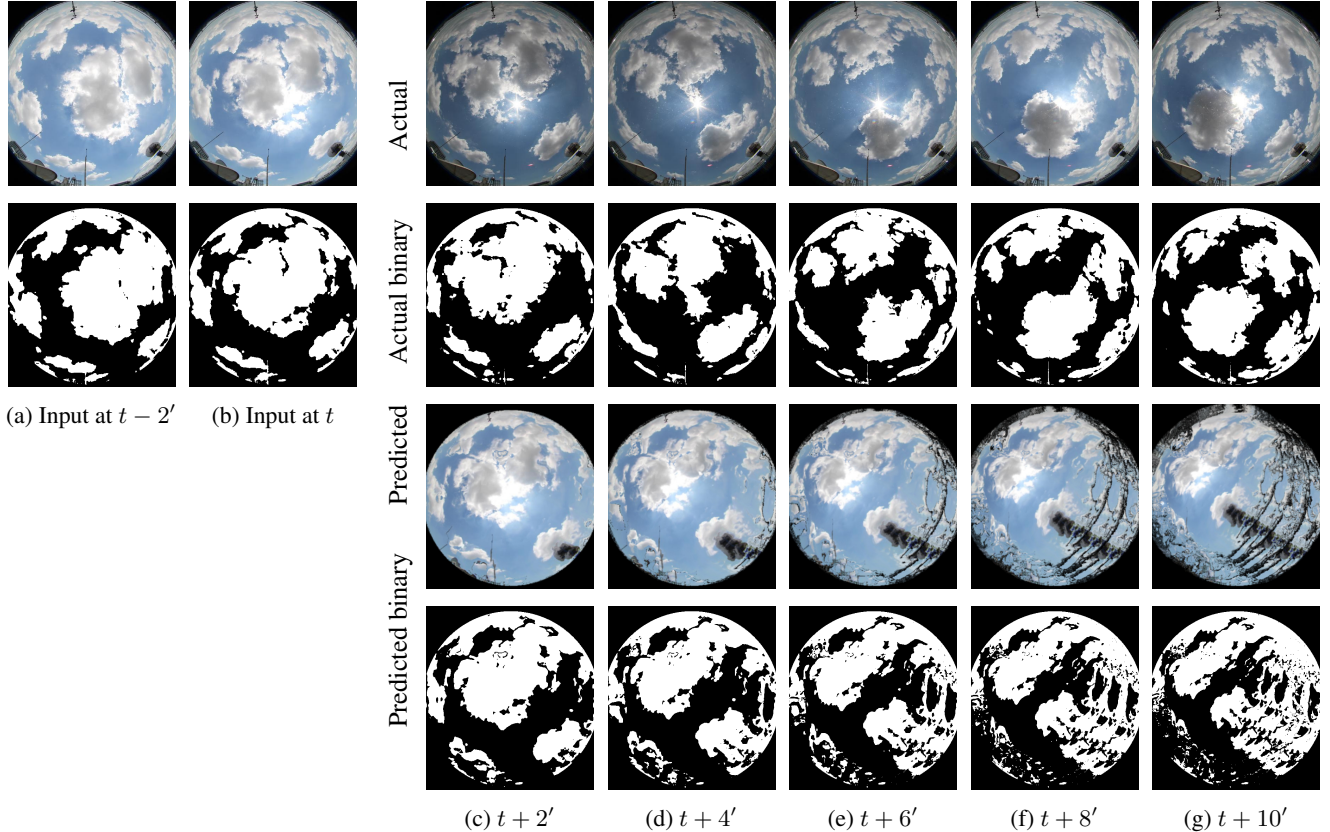 Actual
Actual binary
(a) Input at t − 2′
(b) Input at t
Predicted
Predicted binary
(c) t + 2′
(d) t + 4′
(e) t + 6′
(f) t + 8′
(g) t + 10′